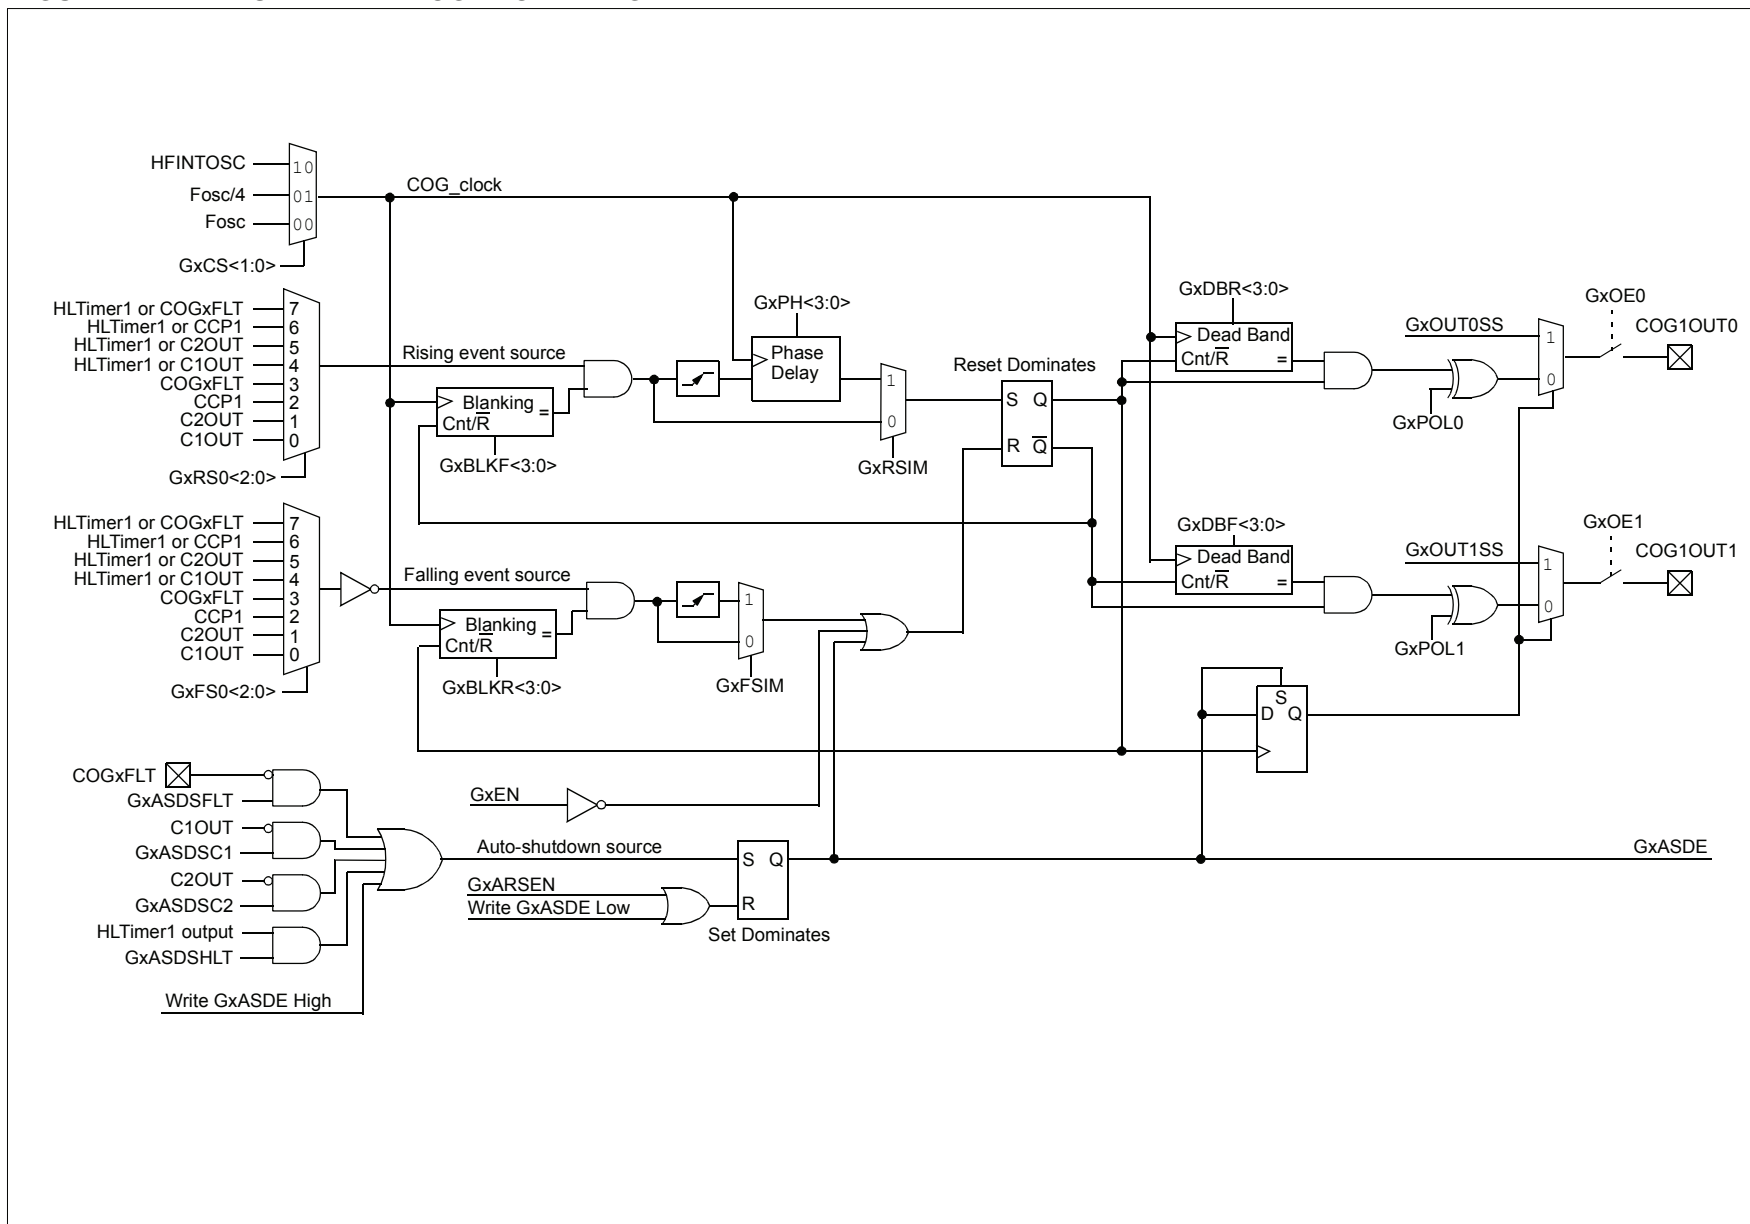 HFINTOSC
Fosc/4
Fosc
10
01
00
GxCS<1:0>
COG_clock
HLTimer1 or COGxFLT
HLTimer1 or CCP1
HLTimer1 or C2OUT
HLTimer1 or C1OUT
COGxFLT
CCP1
C2OUT
C1OUT
7
6
5
4
3
2
1
0
GxRS0<2:0>
Rising event source
Blanking
Cnt/R̅
=
GxBLKF<3:0>
GxPH<3:0>
Phase
Delay
1
0
GxRSIM
Reset Dominates
S Q
R Q̅
GxDBR<3:0>
Dead Band
Cnt/R̅ =
GxPOL0
GxOUT0SS
1
0
GxOE0
COG1OUT0
HLTimer1 or COGxFLT
HLTimer1 or CCP1
HLTimer1 or C2OUT
HLTimer1 or C1OUT
COGxFLT
CCP1
C2OUT
C1OUT
7
6
5
4
3
2
1
0
GxFS0<2:0>
Falling event source
Blanking
Cnt/R̅
=
GxBLKR<3:0>
1
0
GxFSIM
GxDBF<3:0>
Dead Band
Cnt/R̅ =
GxPOL1
GxOUT1SS
1
0
GxOE1
COG1OUT1
S
D Q
COGxFLT
GxASDSFLT
C1OUT
GxASDSC1
C2OUT
GxASDSC2
HLTimer1 output
GxASDSHLT
Write GxASDE High
GxEN
Auto-shutdown source
GxARSEN
Write GxASDE Low
S Q
R
Set Dominates
GxASDE